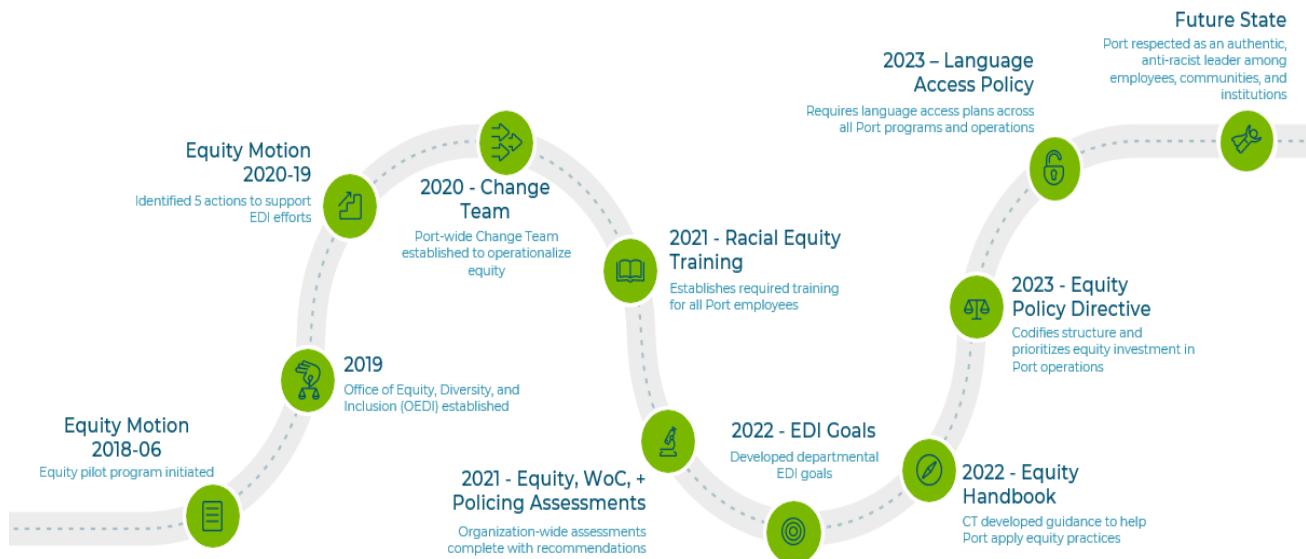 Equity Motion
2018-06
Equity pilot program initiated
2019
Office of Equity, Diversity, and
Inclusion (OEDI) established
Equity Motion
2020-19
Identified 5 actions to support
EDI efforts
2020 - Change
Team
Port-wide Change Team
established to operationalize
equity
2021 - Racial Equity
Training
Establishes required training
for all Port employees
2021 - Equity, WoC, +
Policing Assessments
Organization-wide assessments
complete with recommendations
2022 - EDI Goals
Developed departmental
EDI goals
2022 - Equity
Handbook
CT developed guidance to help
Port apply equity practices
2023 - Equity
Policy Directive
Codifies structure and
prioritizes equity investment in
Port operations
2023 – Language
Access Policy
Requires language access plans across
all Port programs and operations
Future State
Port respected as an authentic,
anti-racist leader among
employees, communities, and
institutions